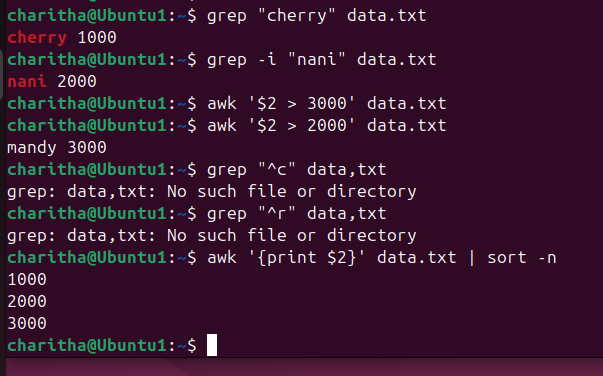 charitha@Ubuntu1:~$ grep "cherry" data.txt
cherry 1000
charitha@Ubuntu1:~$ grep -i "nani" data.txt
nani 2000
charitha@Ubuntu1:~$ awk '$2 > 3000' data.txt
charitha@Ubuntu1:~$ awk '$2 > 2000' data.txt
mandy 3000
charitha@Ubuntu1:~$ grep "^c" data,txt
grep: data,txt: No such file or directory
charitha@Ubuntu1:~$ grep "^r" data,txt
grep: data,txt: No such file or directory
charitha@Ubuntu1:~$ awk '{print $2}' data.txt | sort -n
1000
2000
3000
charitha@Ubuntu1:~$